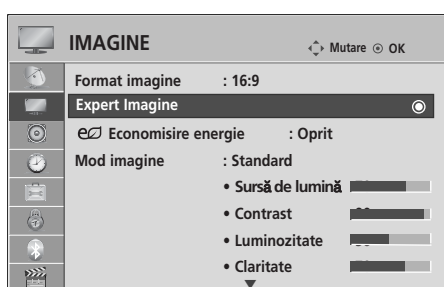 IMAGINE Mutare OK
Format imagine : 16:9
Expert Imagine
Economisire energie : Oprit
Mod imagine : Standard
• Sursă de lumină
• Contrast
• Luminozitate
• Claritate